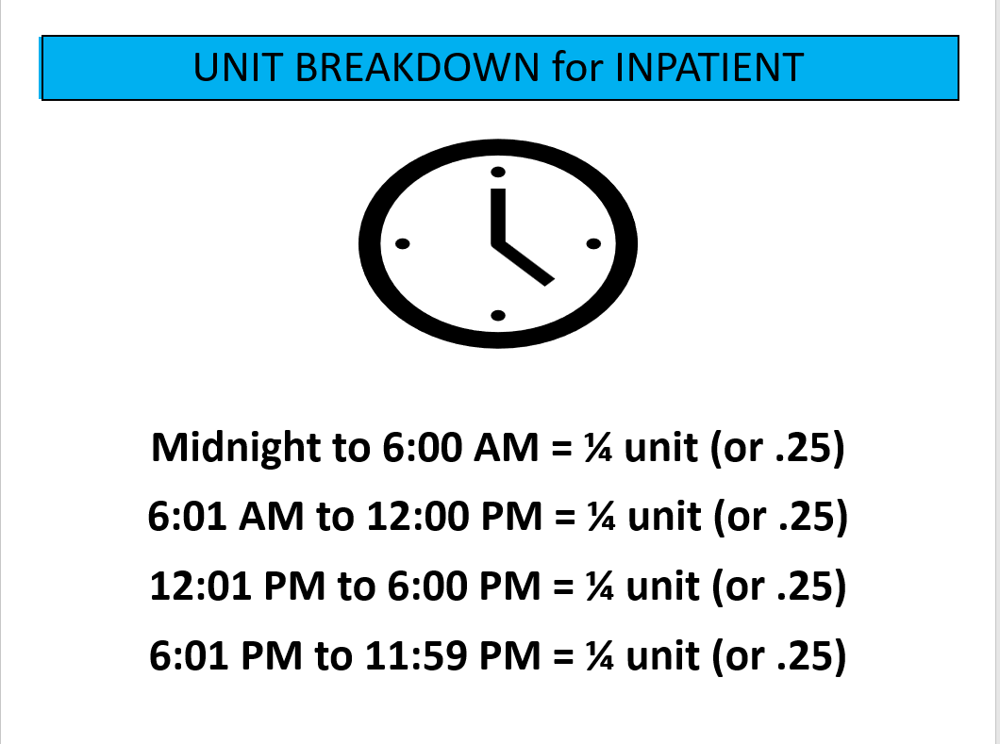 UNIT BREAKDOWN for INPATIENT
Midnight to 6:00 AM = ¼ unit (or .25)
6:01 AM to 12:00 PM = ¼ unit (or .25)
12:01 PM to 6:00 PM = ¼ unit (or .25)
6:01 PM to 11:59 PM = ¼ unit (or .25)